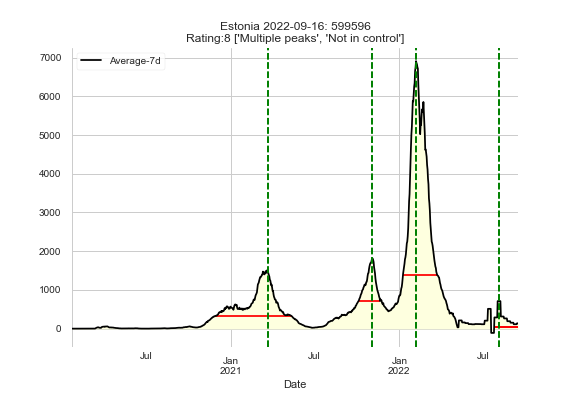 Estonia 2022-09-16: 599596
Rating:8 ['Multiple peaks', 'Not in control']
Average-7d
7000
6000
5000
4000
3000
2000
1000
0
Jul
Jan
2021
Jul
Jan
2022
Jul
Date